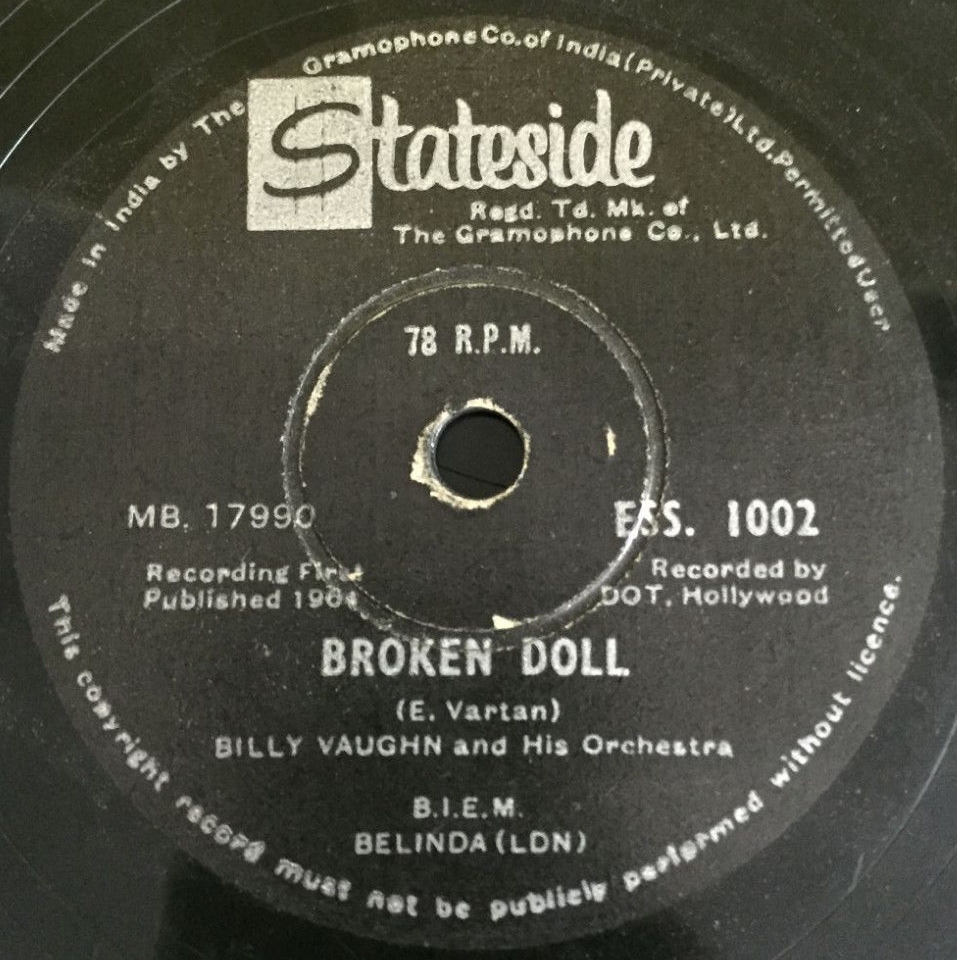 Made in India by The Gramophone Co. of India (Private) Ltd. Permitted User
Stateside
Regd. Td. Mk. of
The Gramophone Co., Ltd.
78 R.P.M.
MB. 17990
ESS. 1002
Recording First
Published 1964
Recorded by
DOT, Hollywood
BROKEN DOLL
(E. Vartan)
BILLY VAUGHN and His Orchestra
B.I.E.M.
BELINDA (LDN)
This copyright record must not be publicly performed without licence.